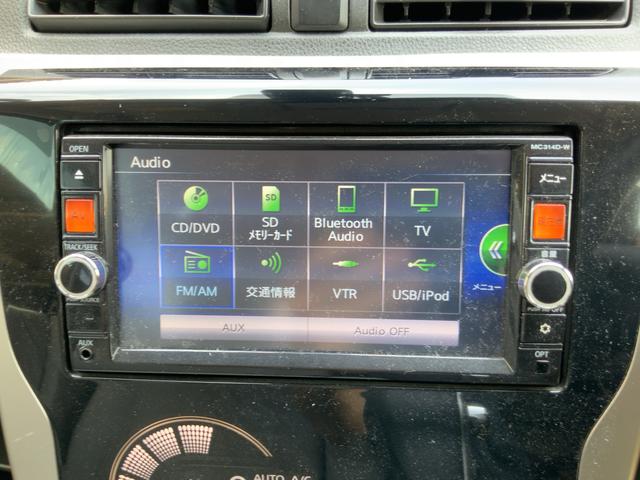 OPEN
MC314D-W
Audio
メニュー
CD/DVD
SD
メモリーカード
Bluetooth
Audio
TV
TRACK/SEEK
音量
FM/AM
交通情報
VTR
USB/iPod
メニュー
AUX
Audio OFF
AUX
OPT
AUTO A/C